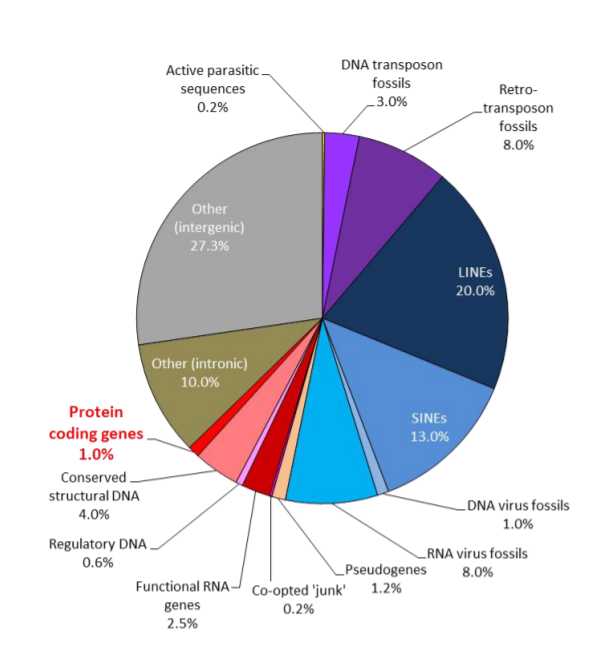 Active parasitic
sequences
0.2%
DNA transposon
fossils
3.0%
Retro-
transposon
fossils
8.0%
LINEs
20.0%
SINEs
13.0%
DNA virus fossils
1.0%
RNA virus fossils
8.0%
Pseudogenes
1.2%
Co-opted 'junk'
0.2%
Functional RNA
genes
2.5%
Regulatory DNA
0.6%
Conserved
structural DNA
4.0%
Protein
coding genes
1.0%
Other (intronic)
10.0%
Other
(intergenic)
27.3%